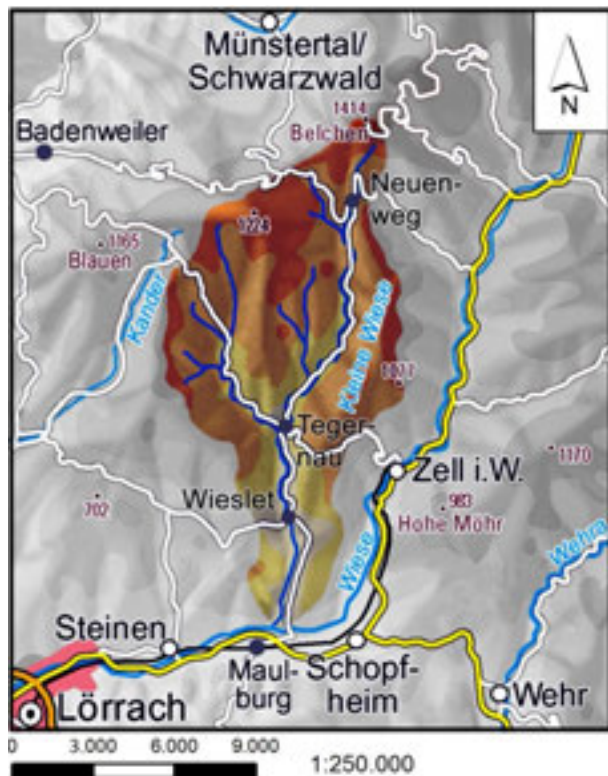 Münstertal/
Schwarzwald
N
1414
Belchen
Badenweiler
Neuen-
weg
1224
1165
Blauen
Kander
Kleine Wiese
1077
Teger-
nau
Zell i.W.
1170
Wieslet
983
Hohe Möhr
702
Wiese
Wehra
Steinen
Maul-
burg
Schopf-
heim
Wehr
Lörrach
0 3.000 6.000 9.000
1:250.000